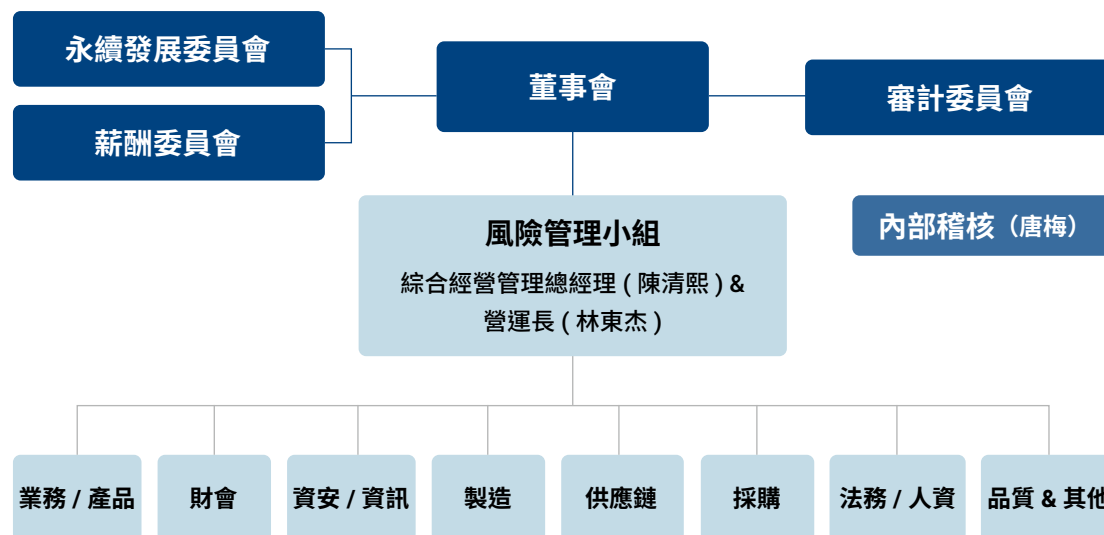 永續發展委員會
董事會
審計委員會
薪酬委員會
風險管理小組
綜合經營管理總經理 ( 陳清熙 ) &
營運長 ( 林東杰 )
內部稽核（唐梅）
業務 / 產品
財會
資安 / 資訊
製造
供應鏈
採購
法務 / 人資
品質 & 其他